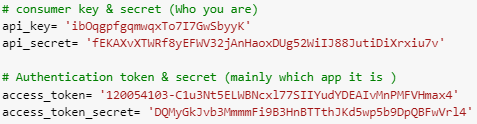 # consumer key & secret (Who you are)
api_key= 'ibOqgpfgqmwqxTo7I7GwSbyyK'
api_secret= 'fEKAXvXTWRf8yEFWV32jAnHaoxDUg52WiIJ88JutiDiXrxiu7v'
# Authentication token & secret (mainly which app it is )
access_token= '120054103-C1u3Nt5ELWBNcxl77SIIYudYDEAIvMnPMFVHmax4'
access_token_secret= 'DQMyGkJvb3MmmmFi9B3HnBTTthJKd5wp5b9DpQBFwVrl4'